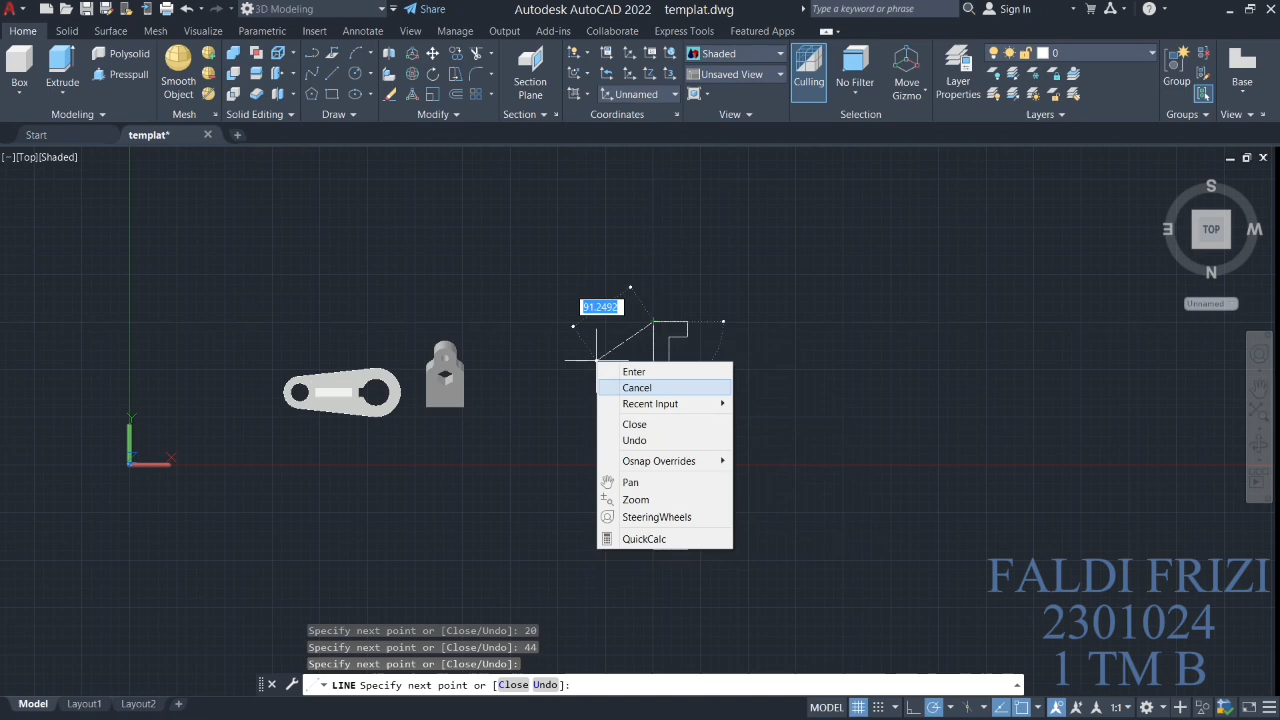 3D Modeling
Share
Autodesk AutoCAD 2022 templat.dwg
Type a keyword or phrase
Sign In
Home Solid Surface Mesh Visualize Parametric Insert Annotate View Manage Output Add-ins Collaborate Express Tools Featured Apps
Box
Extrude
Polysolid
Presspull
Smooth
Object
Section
Plane
Shaded
Unsaved View
Unnamed
Culling
No Filter
Move
Gizmo
Layer
Properties
0
Group
Base
Modeling Mesh Solid Editing Draw Modify Section Coordinates View Selection Layers Groups View
Start
templat*
[−][Top][Shaded]
S
E
TOP
W
N
Unnamed
91.2492
Enter
Cancel
Recent Input
Close
Undo
Osnap Overrides
Pan
Zoom
SteeringWheels
QuickCalc
Y
X
FALDI FRIZI
2301024
1 TM B
Specify next point or [Close/Undo]: 20
Specify next point or [Close/Undo]: 44
Specify next point or [Close/Undo]:
LINE Specify next point or [Close Undo]:
Model Layout1 Layout2
MODEL
1:1